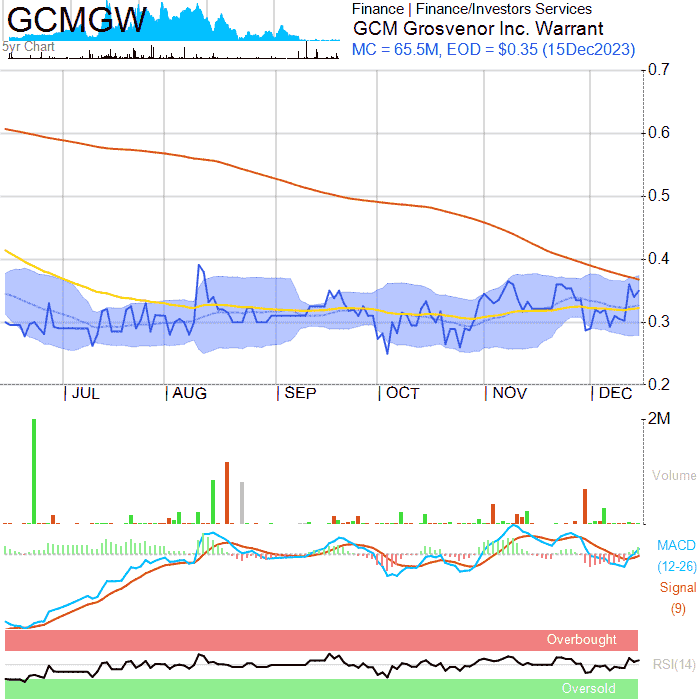 GCMGW
5yr Chart
Finance | Finance/Investors Services
GCM Grosvenor Inc. Warrant
MC = 65.5M, EOD = $0.35 (15Dec2023)
0.7
0.6
0.5
0.4
0.3
0.2
JUL AUG SEP OCT NOV DEC
2M
Volume
MACD
(12-26)
Signal
(9)
Overbought
RSI(14)
Oversold